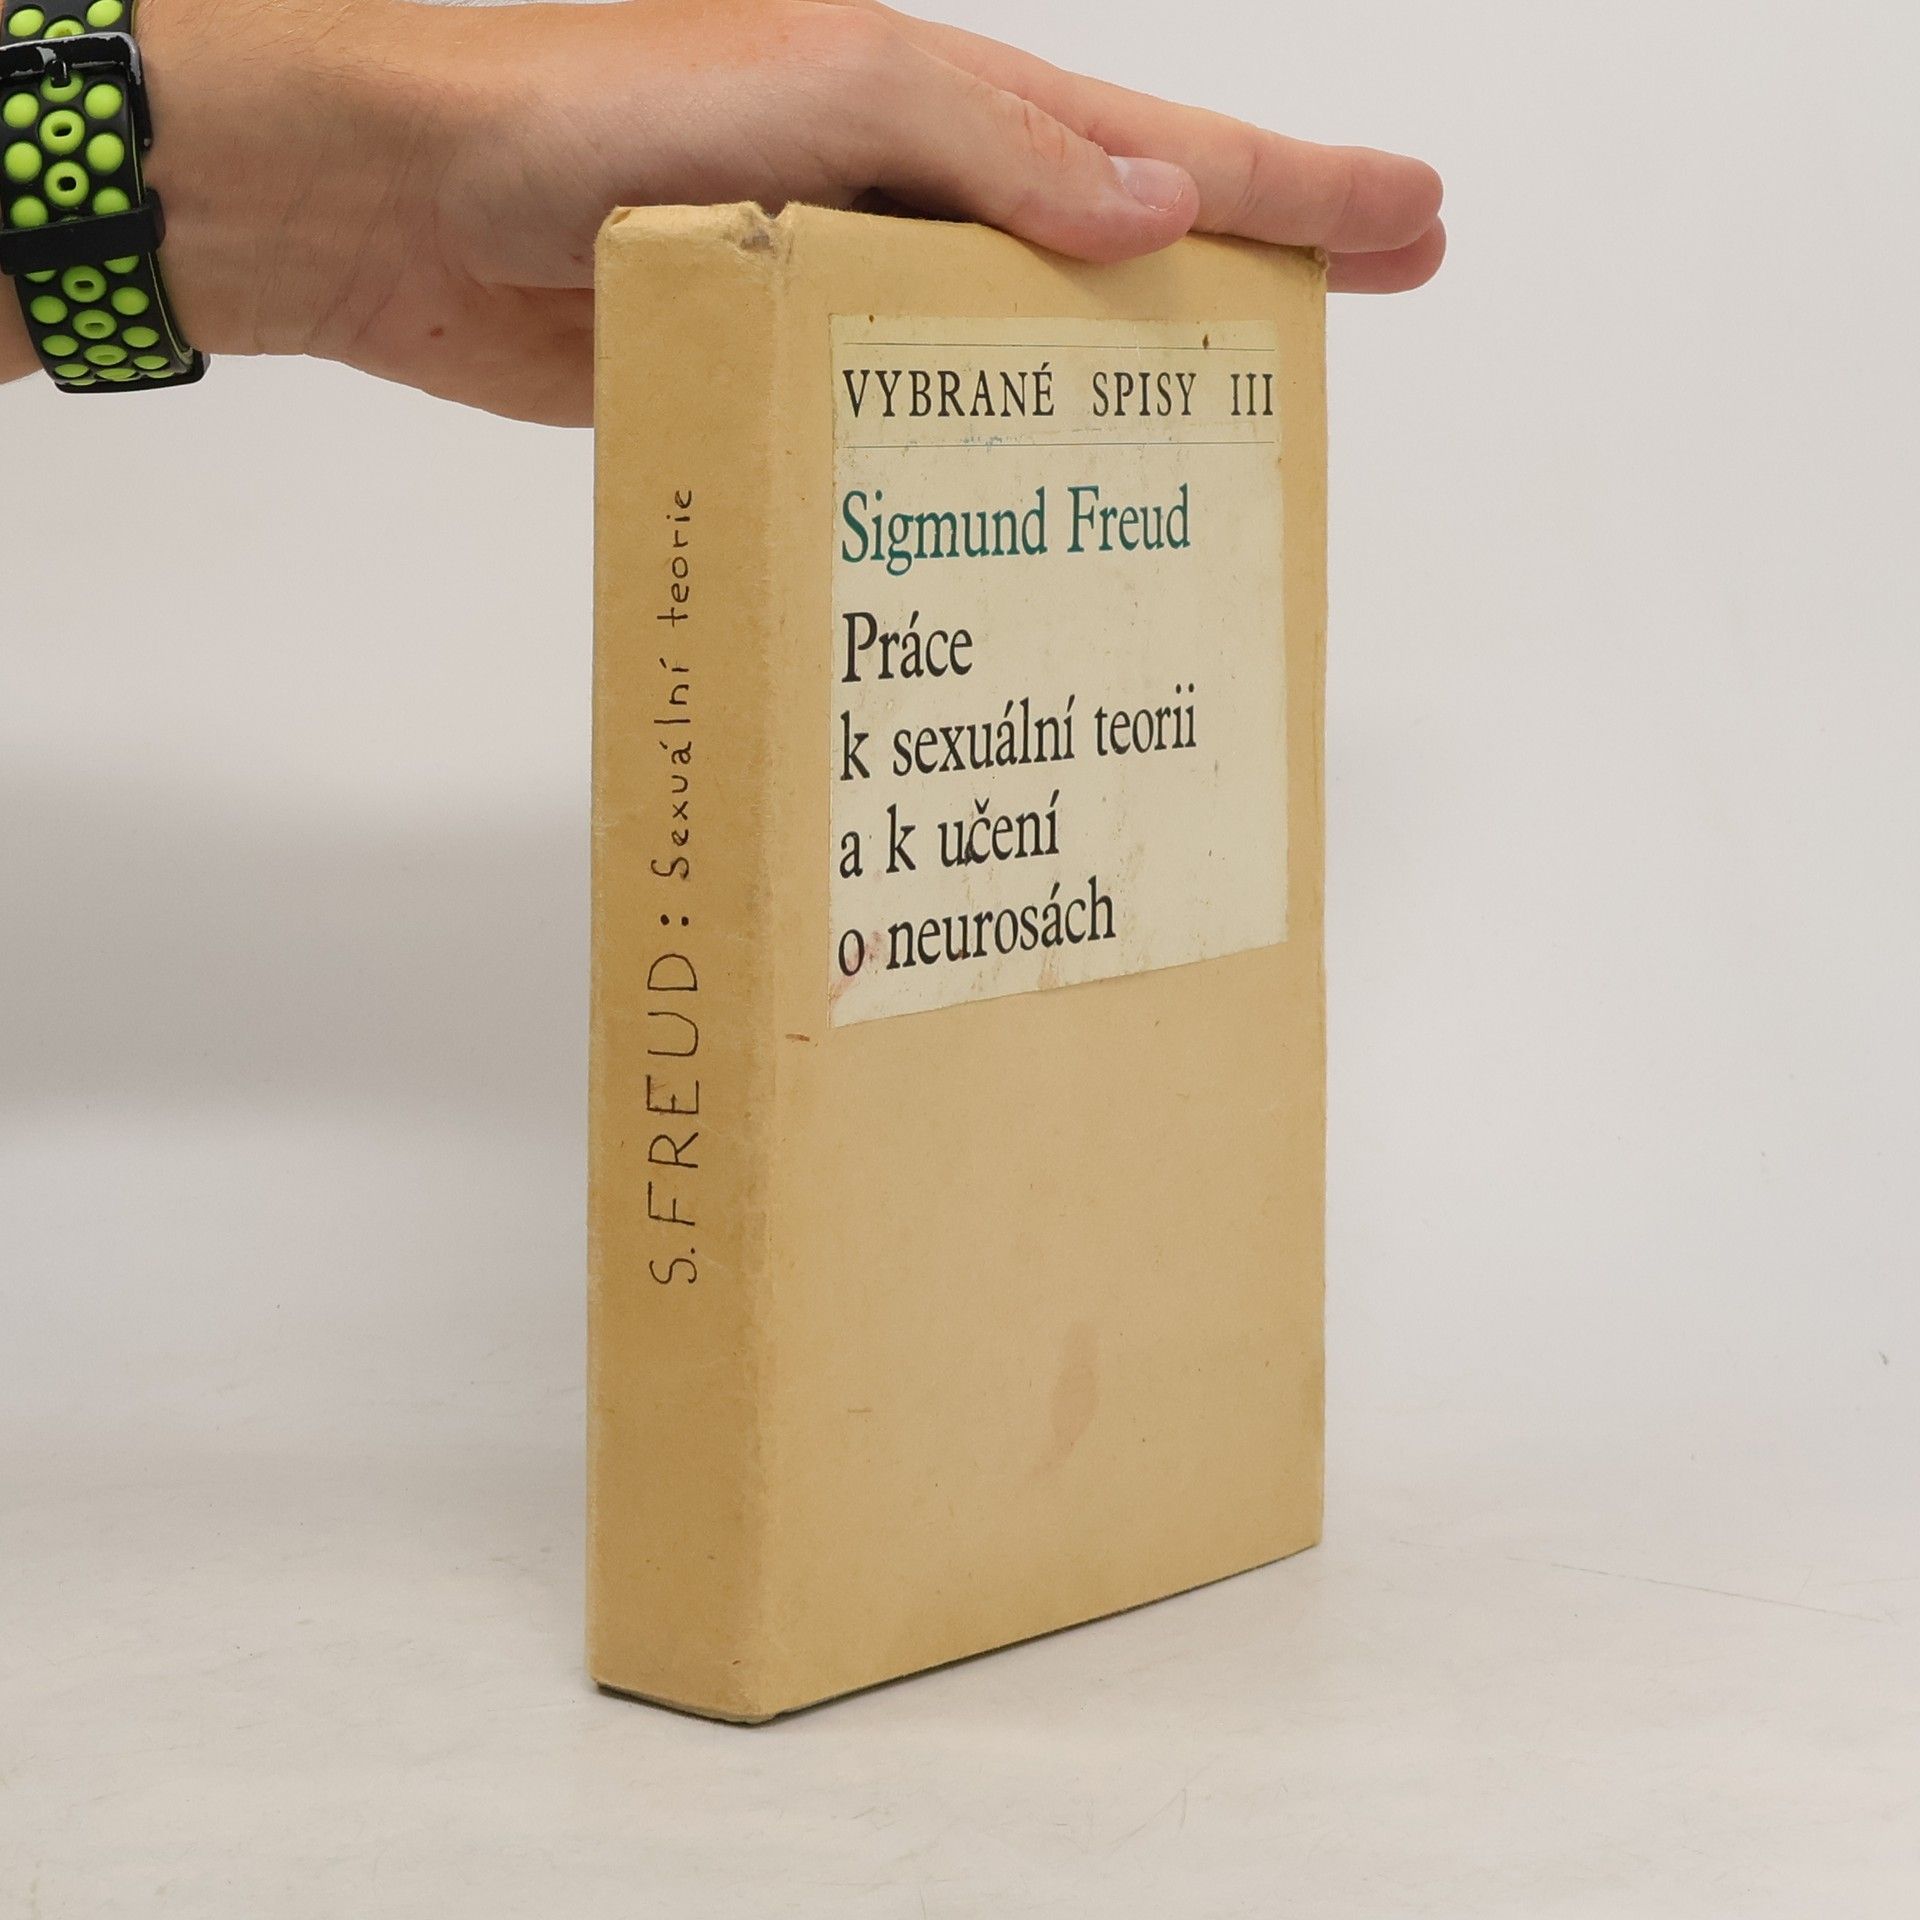 S. FREUD: Sexuální teorie
VYBRANÉ SPISY III
Sigmund Freud
Práce
k sexuální teorii
a k učení
o neurosách